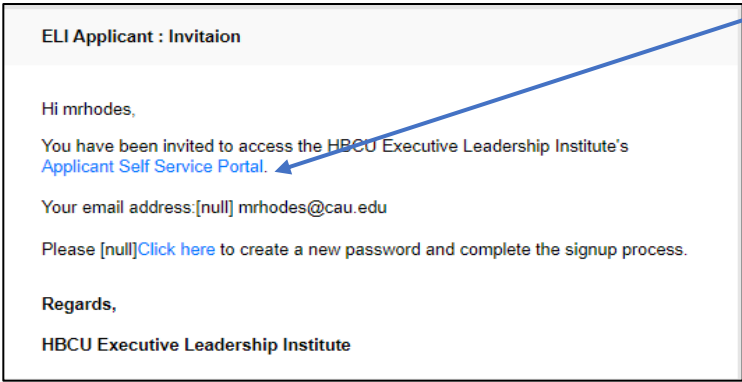 ELI Applicant : Invitaion
Hi mrhodes,
You have been invited to access the HBCU Executive Leadership Institute's
Applicant Self Service Portal.
Your email address:[null] mrhodes@cau.edu
Please [null]Click here to create a new password and complete the signup process.
Regards,
HBCU Executive Leadership Institute